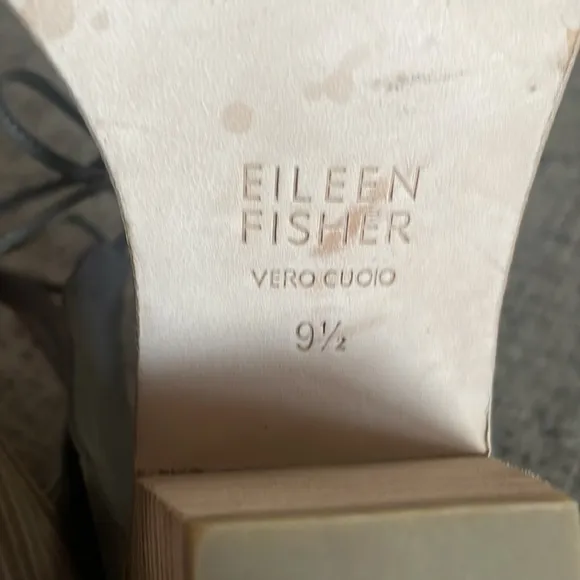 EILEEN
FISHER
VERO CUOIO
9½